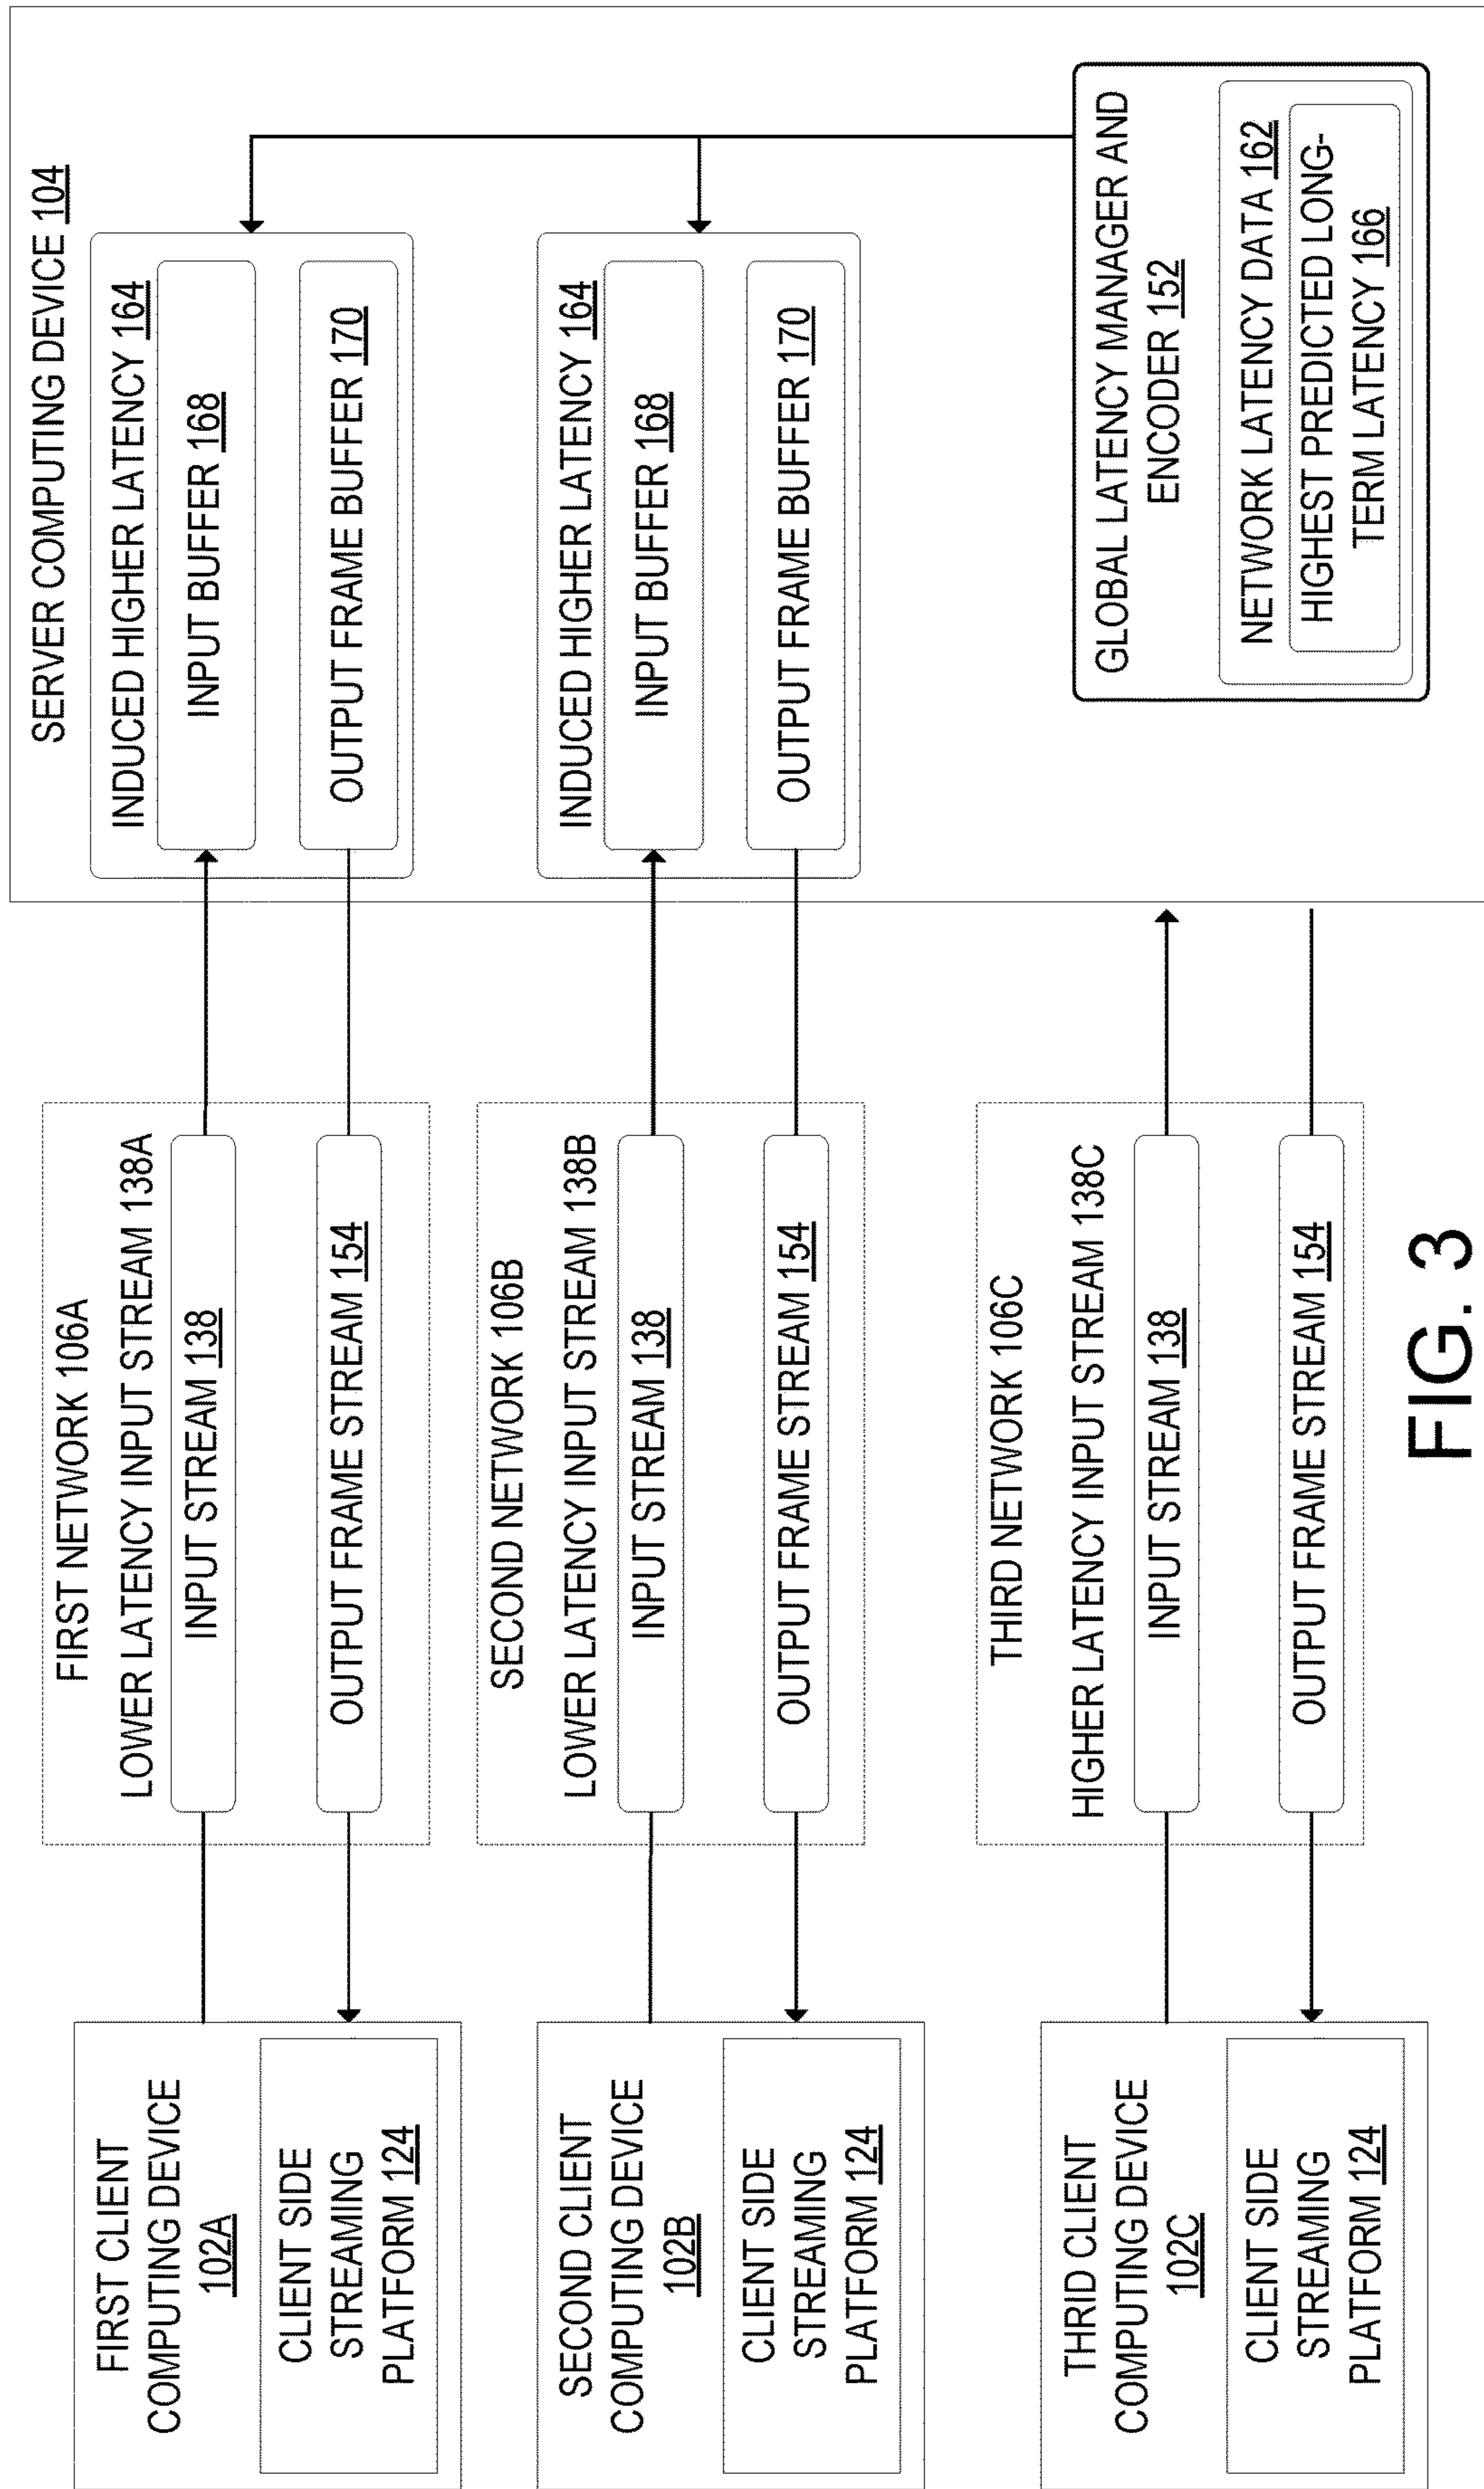 FIRST CLIENT
COMPUTING DEVICE
102A
CLIENT SIDE
STREAMING
PLATFORM 124
FIRST NETWORK 106A
LOWER LATENCY INPUT STREAM 138A
INPUT STREAM 138
OUTPUT FRAME STREAM 154
SERVER COMPUTING DEVICE 104
INDUCED HIGHER LATENCY 164
INPUT BUFFER 168
OUTPUT FRAME BUFFER 170
SECOND CLIENT
COMPUTING DEVICE
102B
CLIENT SIDE
STREAMING
PLATFORM 124
SECOND NETWORK 106B
LOWER LATENCY INPUT STREAM 138B
INPUT STREAM 138
OUTPUT FRAME STREAM 154
INDUCED HIGHER LATENCY 164
INPUT BUFFER 168
OUTPUT FRAME BUFFER 170
THRID CLIENT
COMPUTING DEVICE
102C
CLIENT SIDE
STREAMING
PLATFORM 124
THIRD NETWORK 106C
HIGHER LATENCY INPUT STREAM 138C
INPUT STREAM 138
OUTPUT FRAME STREAM 154
GLOBAL LATENCY MANAGER AND
ENCODER 152
NETWORK LATENCY DATA 162
HIGHEST PREDICTED LONG-
TERM LATENCY 166
FIG. 3